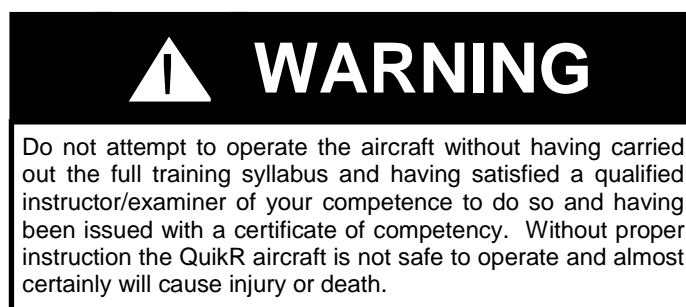 WARNING
Do not attempt to operate the aircraft without having carried
out the full training syllabus and having satisfied a qualified
instructor/examiner of your competence to do so and having
been issued with a certificate of competency. Without proper
instruction the QuikR aircraft is not safe to operate and almost
certainly will cause injury or death.